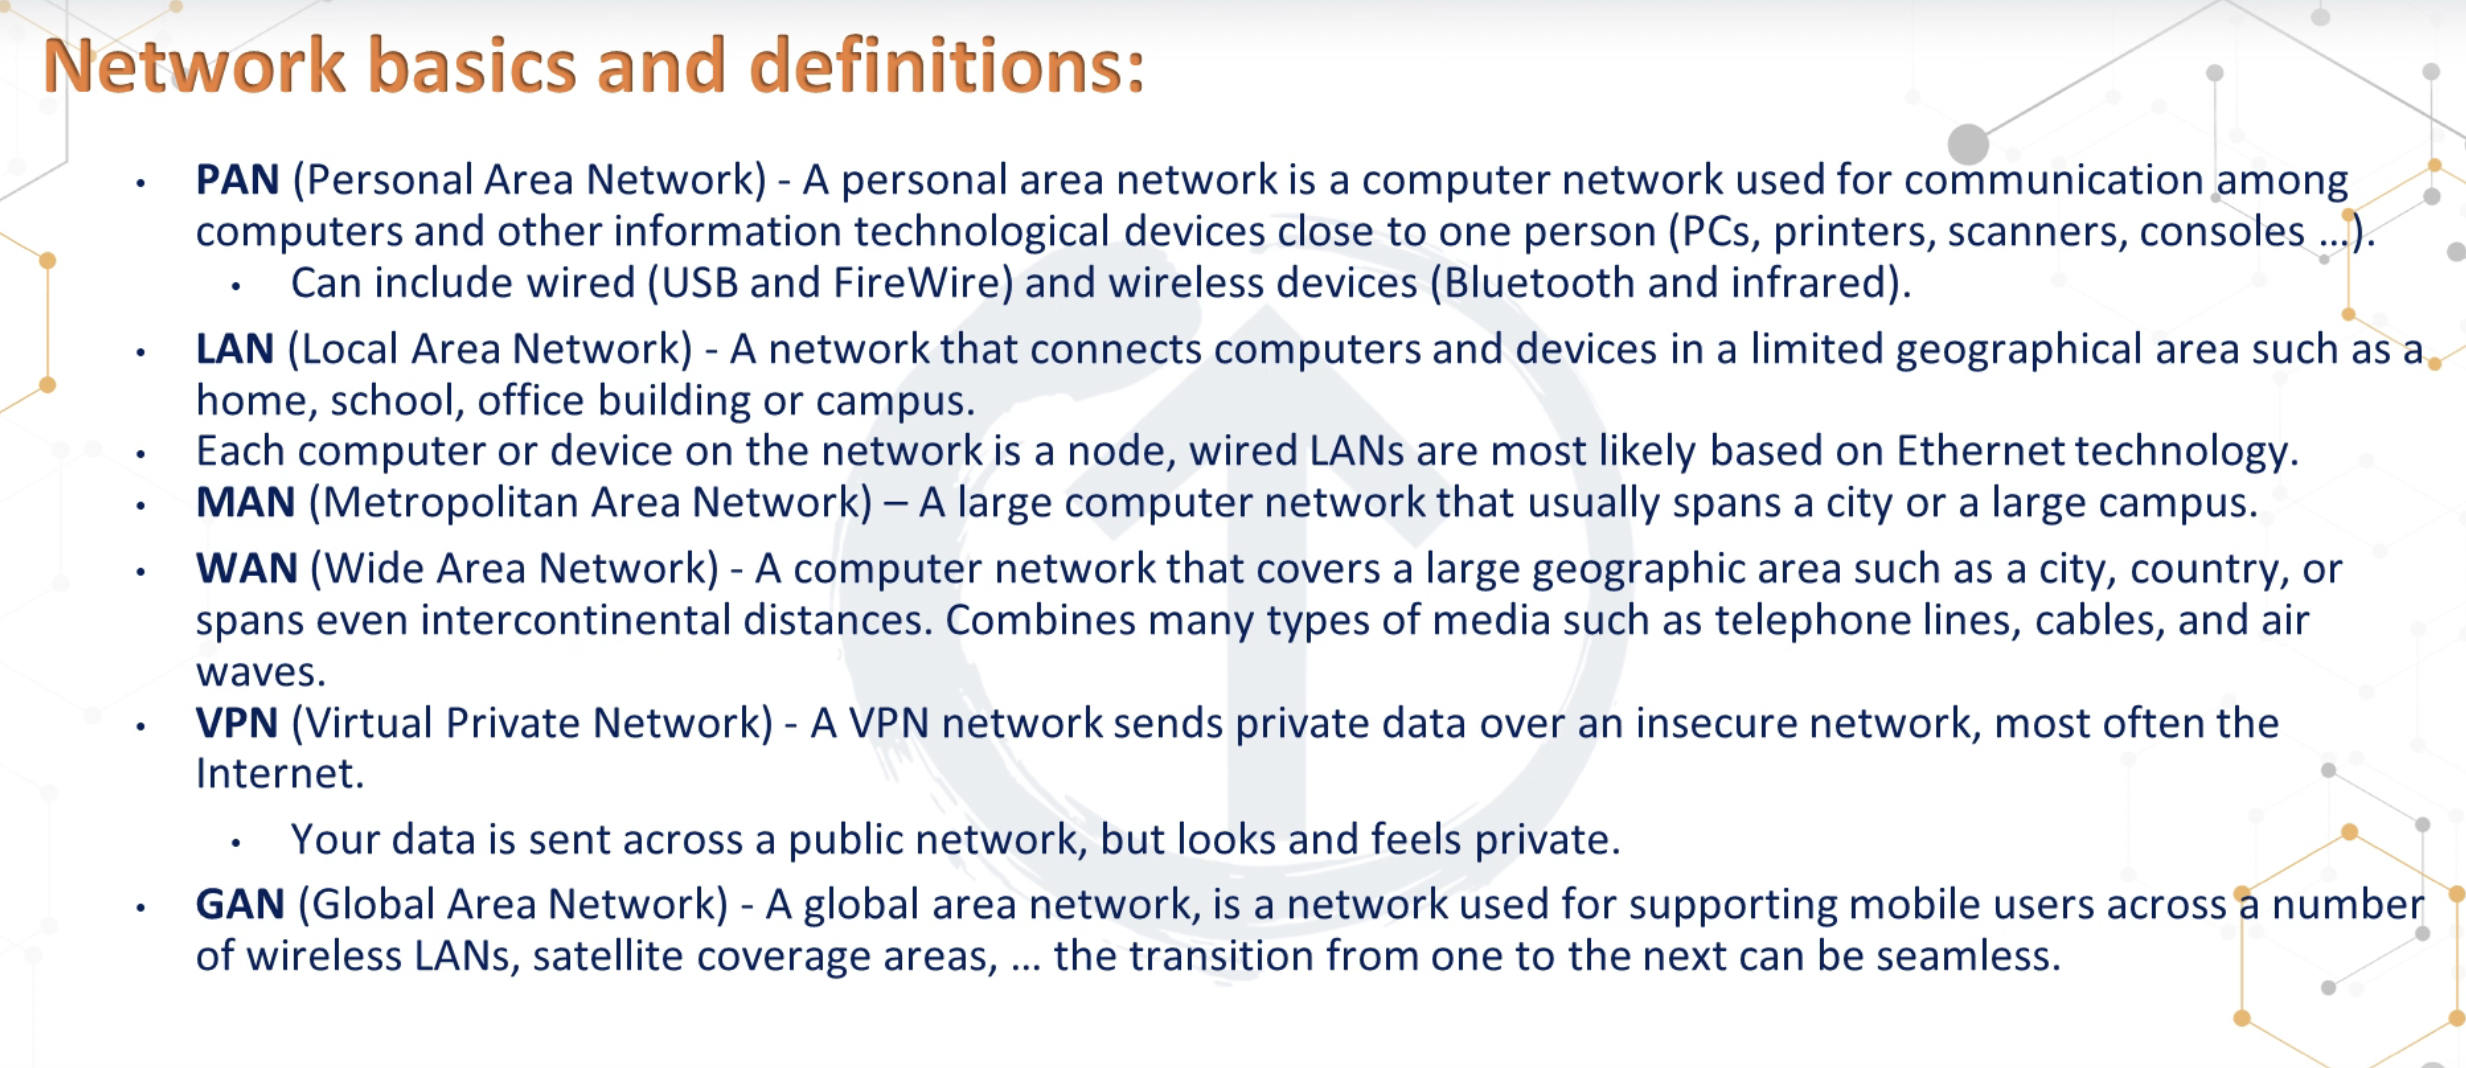 Network basics and definitions:
• PAN (Personal Area Network) - A personal area network is a computer network used for communication among
computers and other information technological devices close to one person (PCs, printers, scanners, consoles ...).
• Can include wired (USB and FireWire) and wireless devices (Bluetooth and infrared).
• LAN (Local Area Network) - A network that connects computers and devices in a limited geographical area such as a
home, school, office building or campus.
• Each computer or device on the network is a node, wired LANs are most likely based on Ethernet technology.
• MAN (Metropolitan Area Network) – A large computer network that usually spans a city or a large campus.
• WAN (Wide Area Network) - A computer network that covers a large geographic area such as a city, country, or
spans even intercontinental distances. Combines many types of media such as telephone lines, cables, and air
waves.
• VPN (Virtual Private Network) - A VPN network sends private data over an insecure network, most often the
Internet.
• Your data is sent across a public network, but looks and feels private.
• GAN (Global Area Network) - A global area network, is a network used for supporting mobile users across a number
of wireless LANs, satellite coverage areas, ... the transition from one to the next can be seamless.